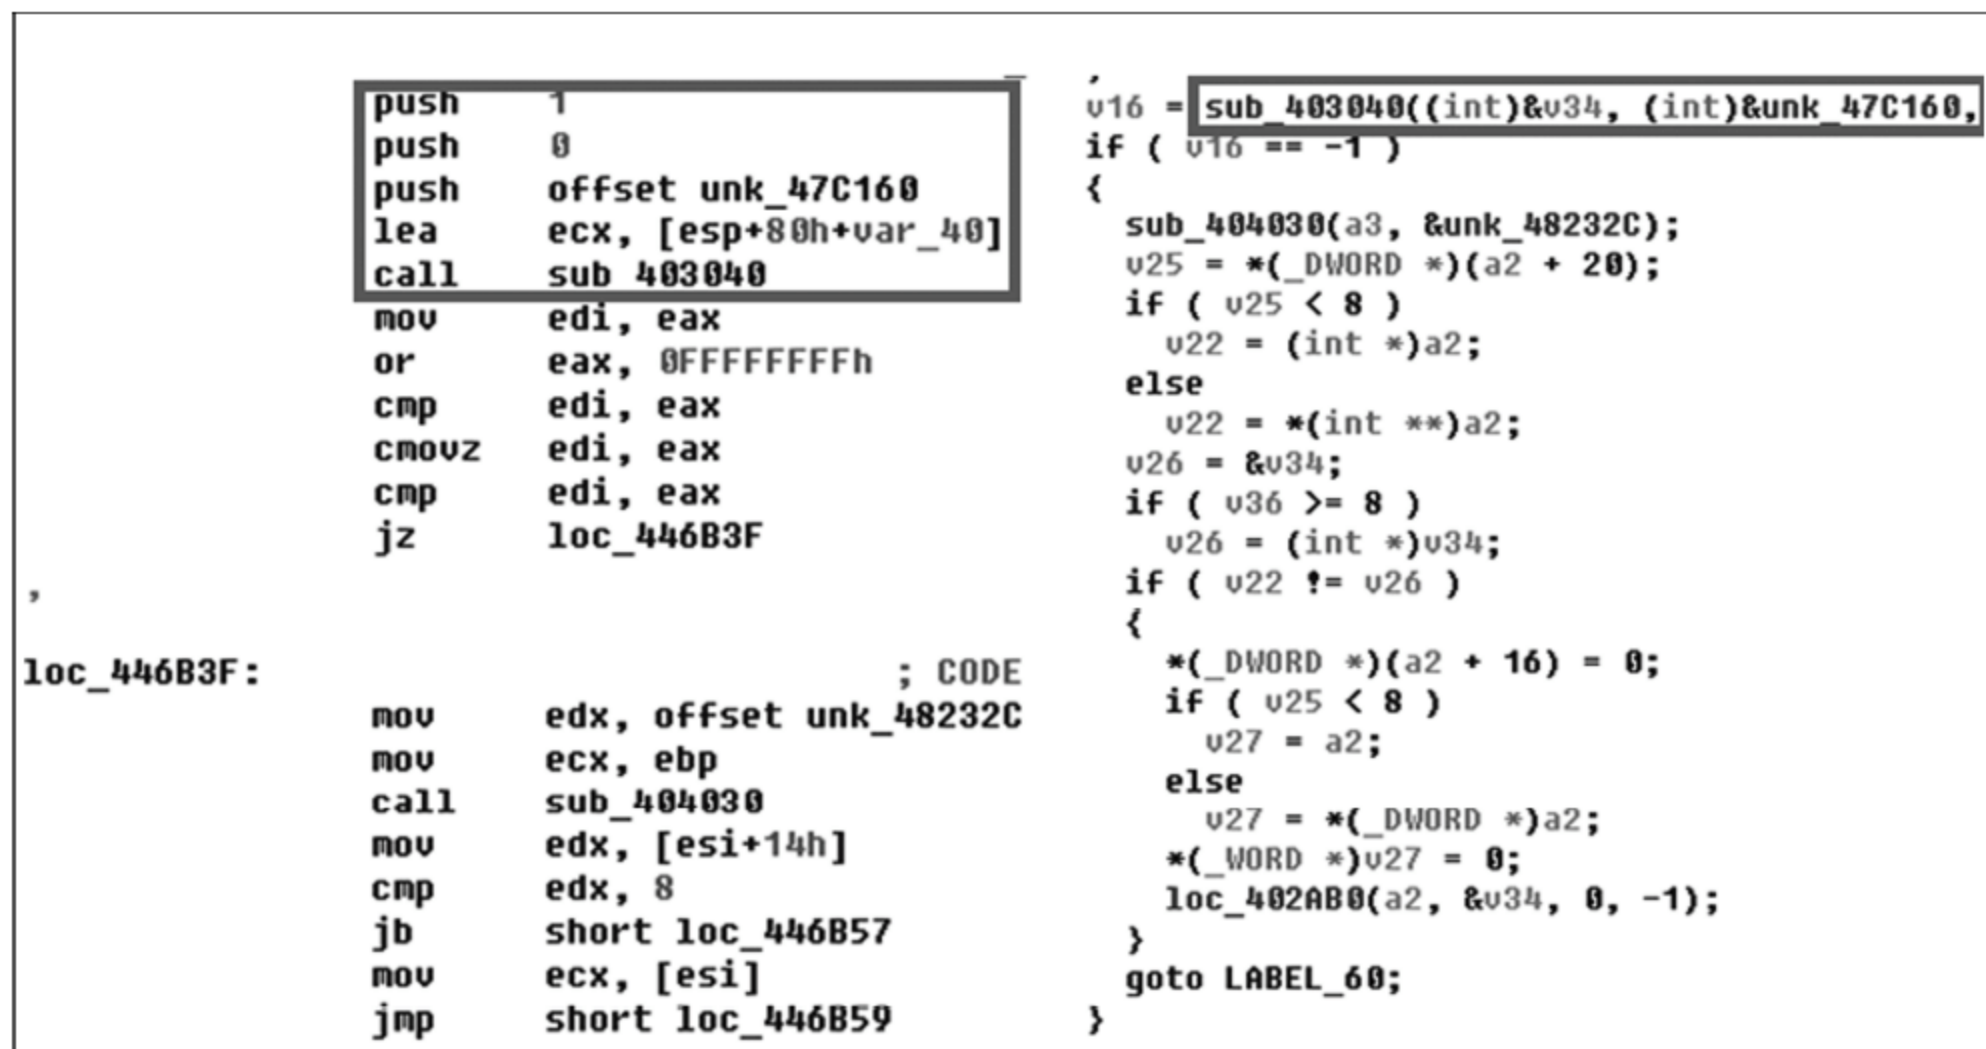 push 1
push 0
push offset unk_47C160
lea ecx, [esp+80h+var_40]
call sub_403040
mov edi, eax
or eax, 0FFFFFFFFh
cmp edi, eax
cmovz edi, eax
cmp edi, eax
jz loc_446B3F
loc_446B3F: ; CODE
mov edx, offset unk_48232C
mov ecx, ebp
call sub_404030
mov edx, [esi+14h]
cmp edx, 8
jb short loc_446B57
mov ecx, [esi]
jmp short loc_446B59
v16 = sub_403040((int)&v34, (int)&unk_47C160,
if ( v16 == -1 )
{
sub_404030(a3, &unk_48232C);
v25 = *(_DWORD *)(a2 + 20);
if ( v25 < 8 )
v22 = (int *)a2;
else
v22 = *(int **)a2;
v26 = &v34;
if ( v36 >= 8 )
v26 = (int *)v34;
if ( v22 != v26 )
{
*(_DWORD *)(a2 + 16) = 0;
if ( v25 < 8 )
v27 = a2;
else
v27 = *(_DWORD *)a2;
*(_WORD *)v27 = 0;
loc_402AB0(a2, &v34, 0, -1);
}
goto LABEL_60;
}